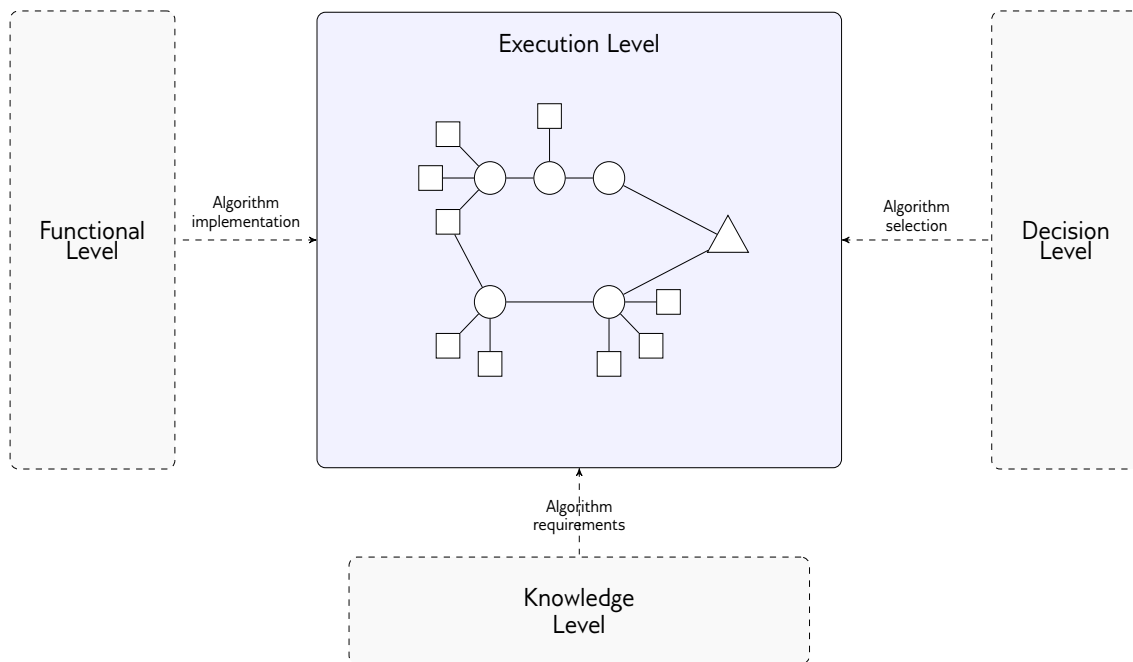 Execution Level
Algorithm
implementation
Functional
Level
Algorithm
selection
Decision
Level
Algorithm
requirements
Knowledge
Level